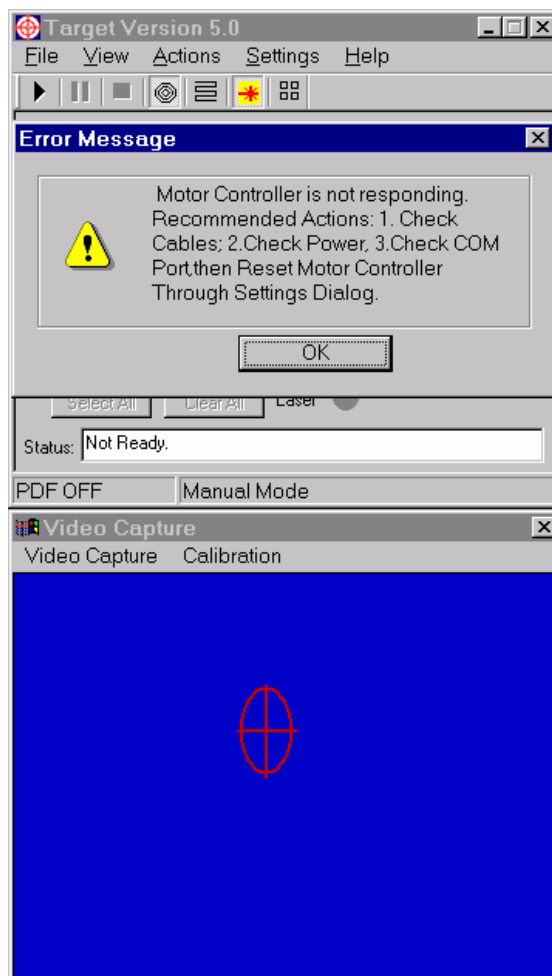 Target Version 5.0
File View Actions Settings Help
Error Message
Motor Controller is not responding.
Recommended Actions: 1. Check
Cables; 2.Check Power, 3.Check COM
Port,then Reset Motor Controller
Through Settings Dialog.
OK
Select All Clear All Laser
Status: Not Ready.
PDF OFF Manual Mode
Video Capture
Video Capture Calibration